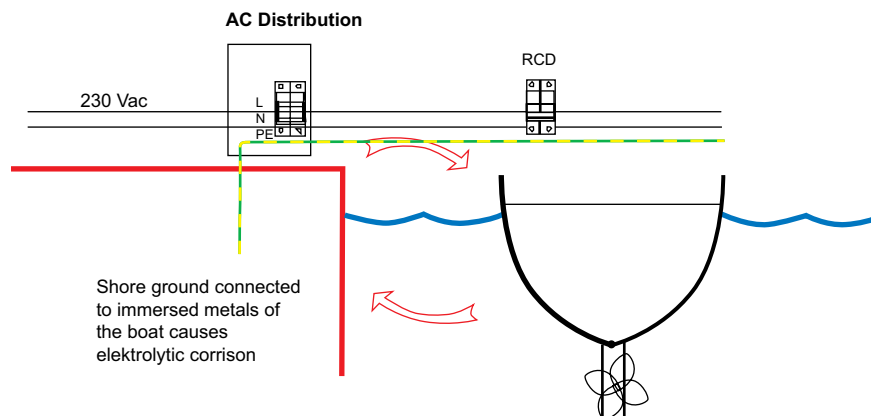 AC Distribution
RCD
230 Vac
L
N
PE
Shore ground connected
to immersed metals of
the boat causes
elektrolytic corrison